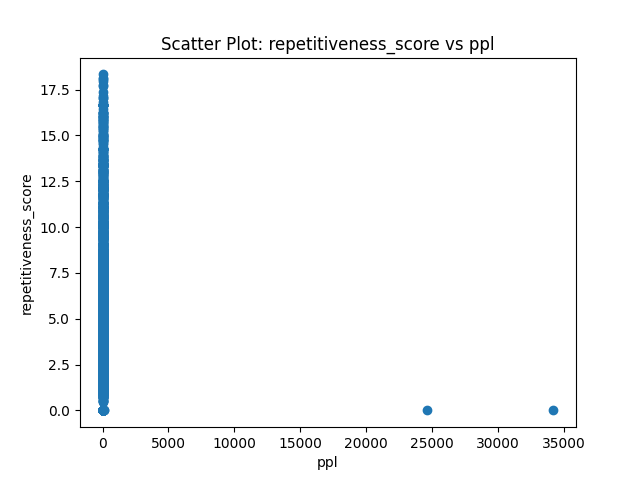 Scatter Plot: repetitiveness_score vs ppl
17.5
15.0
12.5
10.0
7.5
5.0
2.5
0.0
repetitiveness_score
0 5000 10000 15000 20000 25000 30000 35000
ppl